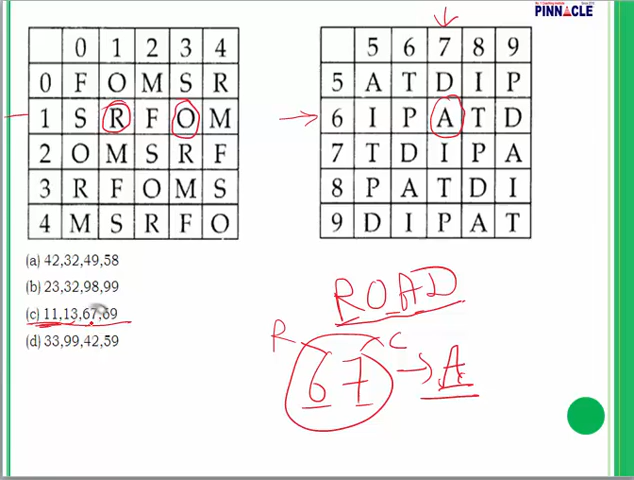 PINNACLE
0 1 2 3 4
0 F O M S R
1 S R F O M
2 O M S R F
3 R F O M S
4 M S R F O
5 6 7 8 9
5 A T D I P
6 I P A T D
7 T D I P A
8 P A T D I
9 D I P A T
(a) 42,32,49,58
(b) 23,32,98,99
(c) 11,13,67,69
(d) 33,99,42,59
ROAD
R C
67 → A